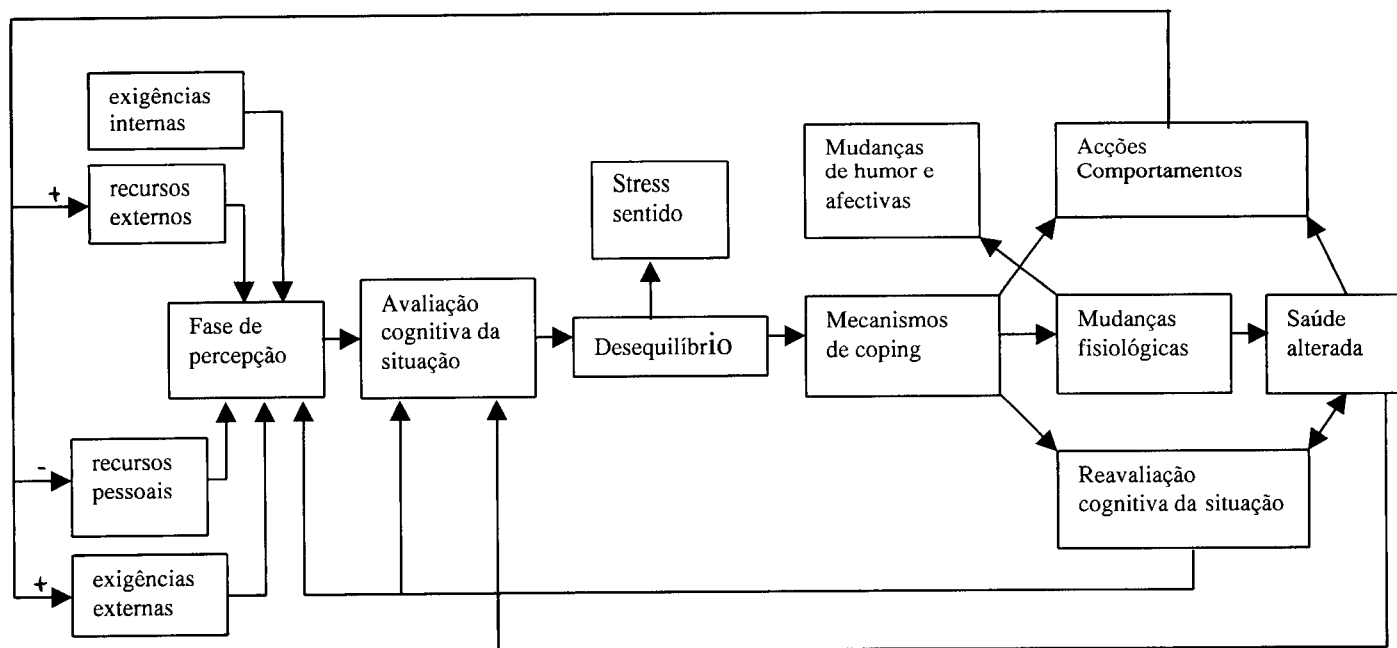 exigências
internas
+
recursos
externos
Fase de
percepção
-
recursos
pessoais
+
exigências
externas
Avaliação
cognitiva da
situação
Stress
sentido
Desequilíbrio
Mecanismos
de coping
Mudanças
de humor e
afectivas
Acções
Comportamentos
Mudanças
fisiológicas
Saúde
alterada
Reavaliação
cognitiva da situação